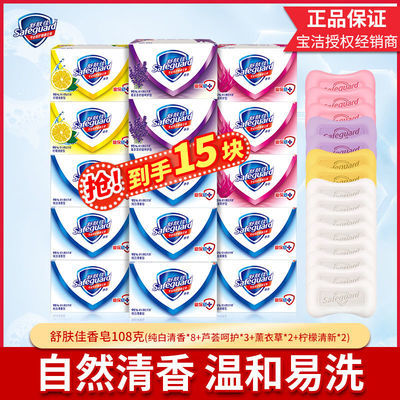 正品保证
宝洁授权经销商
舒肤佳
Safeguard
抢！到手15块
舒肤佳香皂108克(纯白清香*8+芦荟呵护*3+薰衣草*2+柠檬清新*2)
自然清香 温和易洗